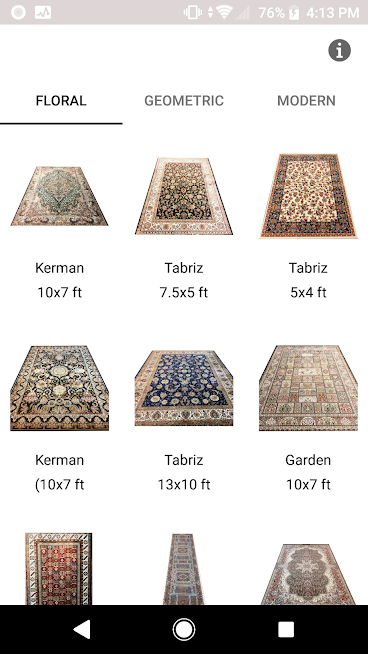 76% 4:13 PM
FLORAL GEOMETRIC MODERN
Kerman Tabriz Tabriz
10x7 ft 7.5x5 ft 5x4 ft
Kerman Tabriz Garden
(10x7 ft 13x10 ft 10x7 ft